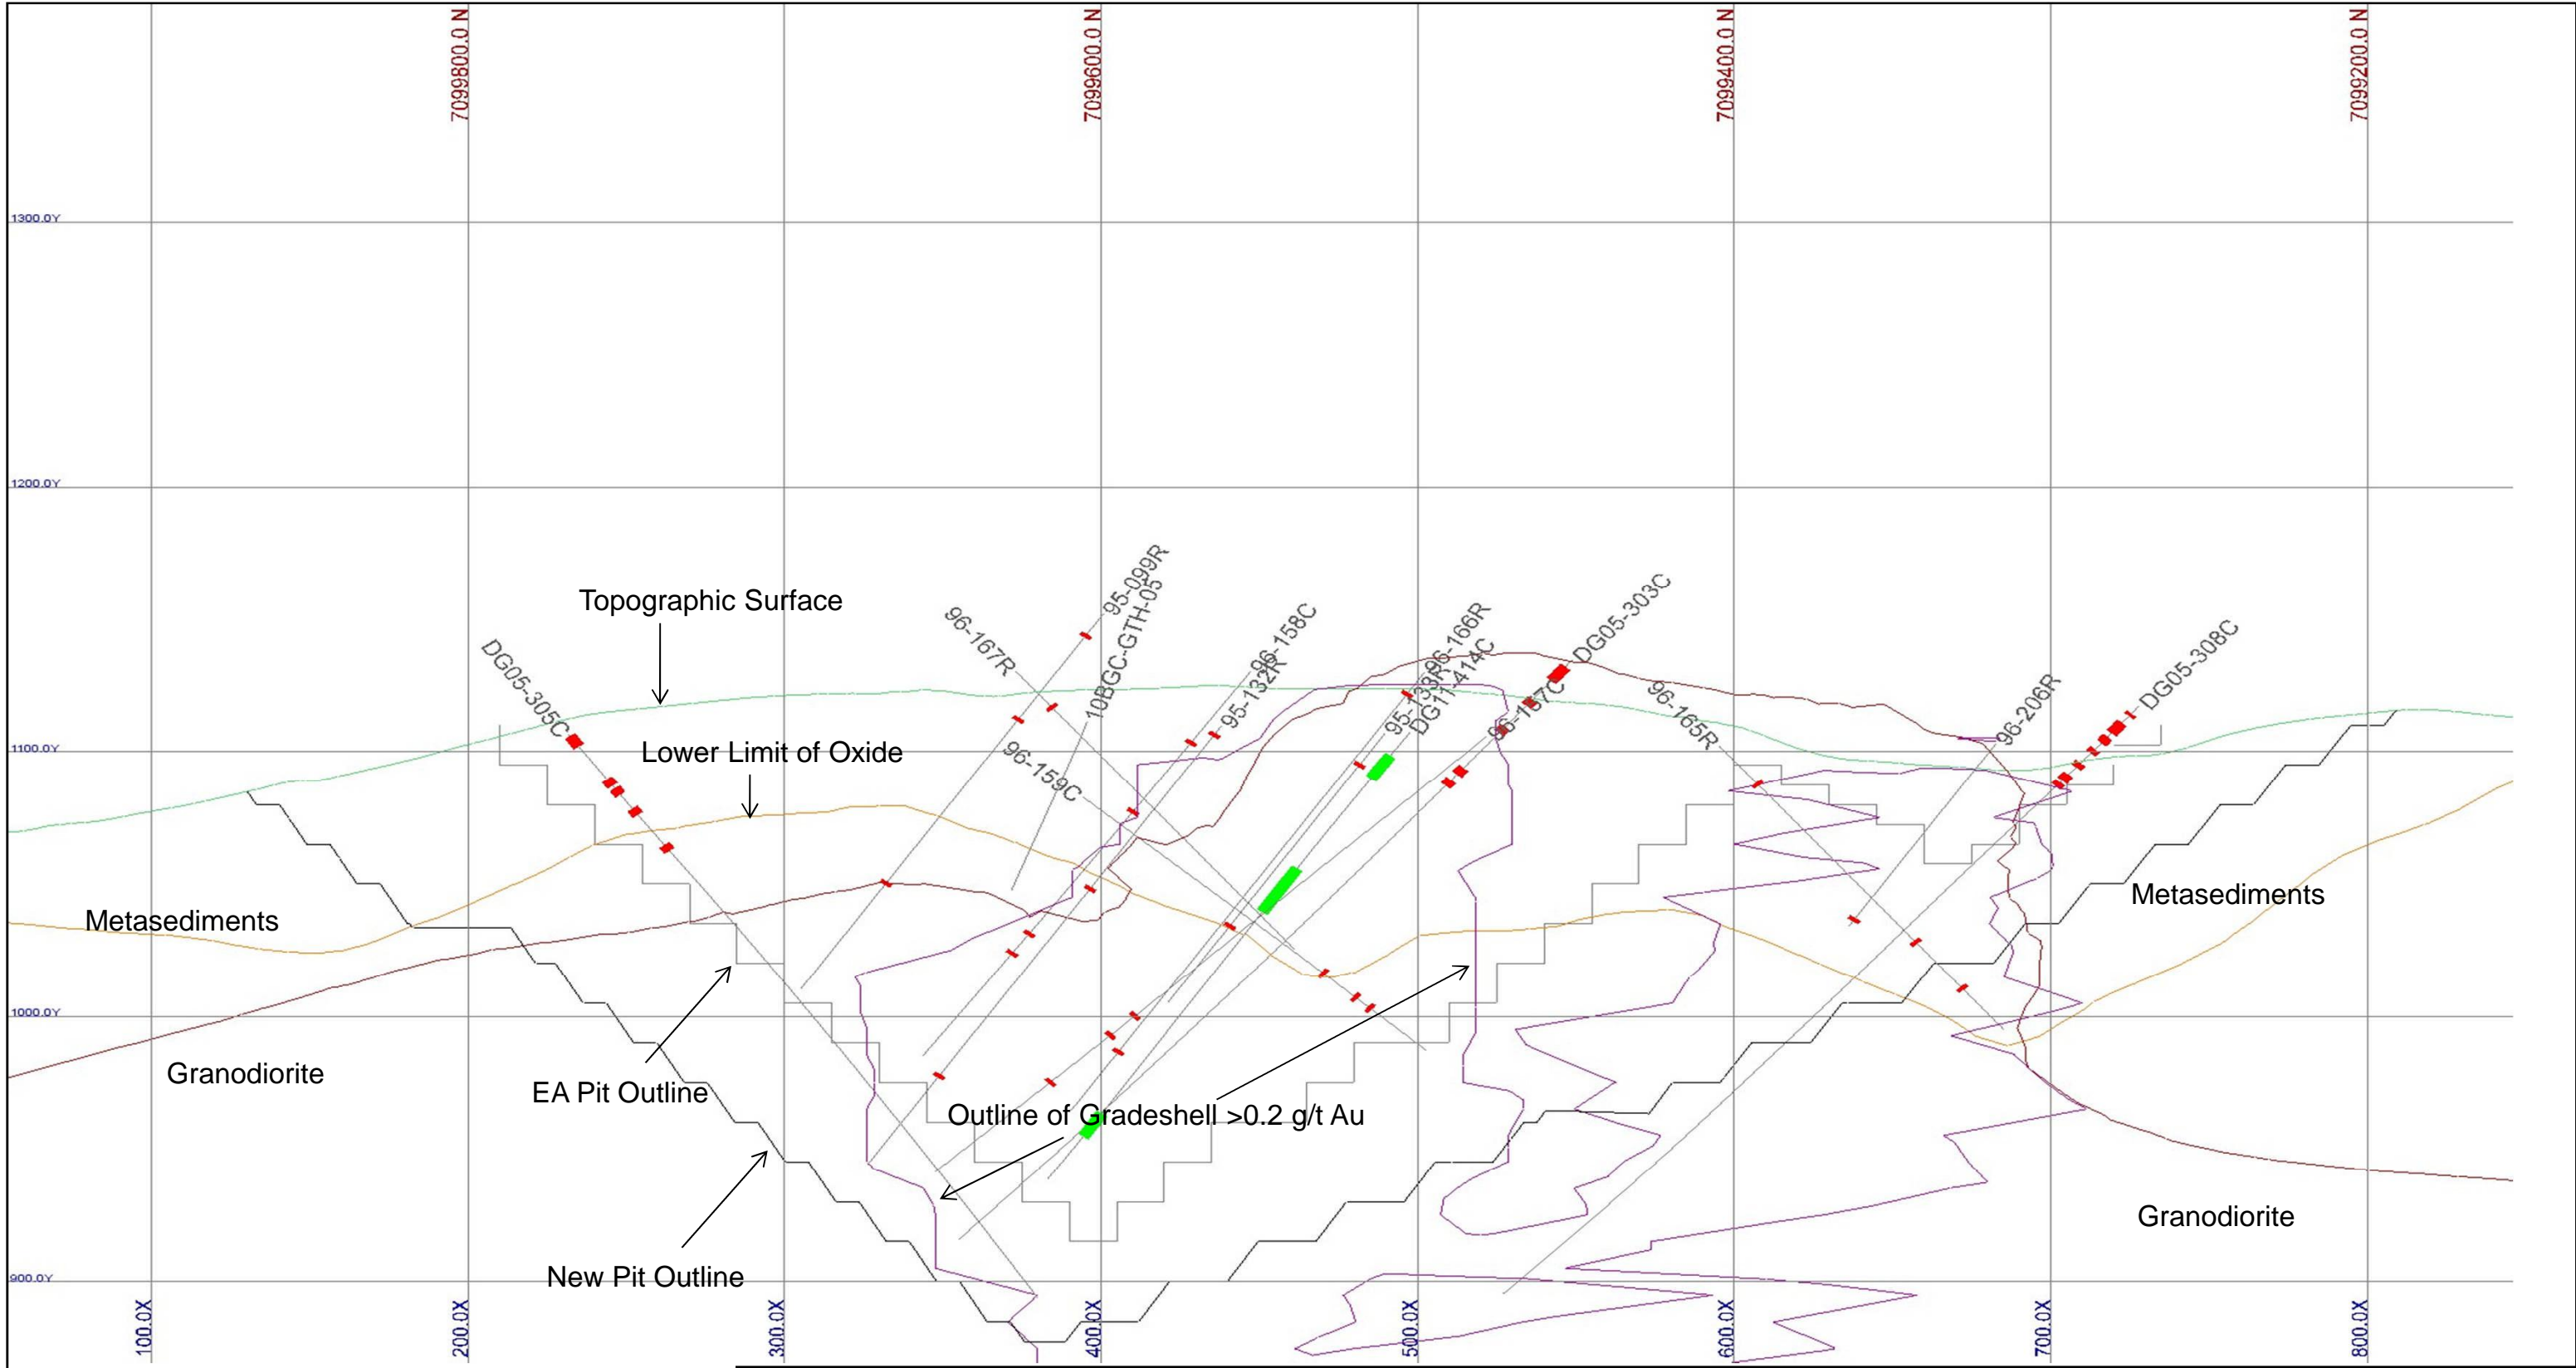 7099800.0 N
7099600.0 N
7099400.0 N
7099200.0 N
1300.0Y
1200.0Y
95-099R
10BGC-GTH-05
96-167R
Topographic Surface
DG05-305C
96-158C
95-132R
96-166R
95-133R
DG11-414C
DG05-303C
96-157C
96-165R
96-206R
DG05-308C
1100.0Y
Lower Limit of Oxide
96-159C
Metasediments
Metasediments
1000.0Y
Granodiorite
EA Pit Outline
Outline of Gradeshell >0.2 g/t Au
Granodiorite
New Pit Outline
900.0Y
100.0X
200.0X
300.0X
400.0X
500.0X
600.0X
700.0X
800.0X